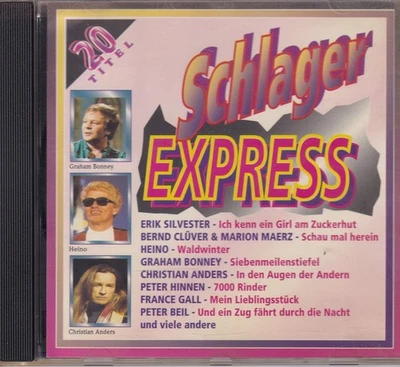 20
TITEL
Schlager
EXPRESS
Graham Bonney
Heino
Christian Anders
ERIK SILVESTER - Ich kenn ein Girl am Zuckerhut
BERND CLÜVER & MARION MAERZ - Schau mal herein
HEINO - Waldwinter
GRAHAM BONNEY - Siebenmeilenstiefel
CHRISTIAN ANDERS - In den Augen der Andern
PETER HINNEN - 7000 Rinder
FRANCE GALL - Mein Lieblingsstück
PETER BEIL - Und ein Zug fährt durch die Nacht
und viele andere